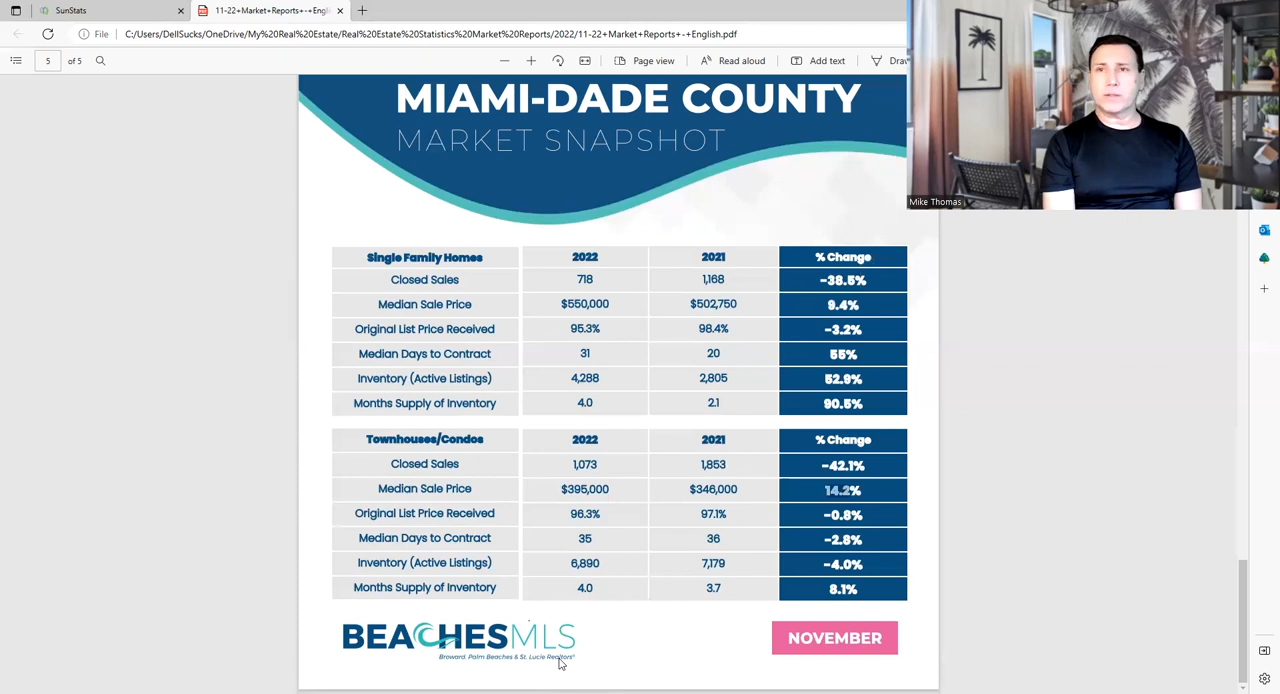 SunStats
11-22+Market+Reports+-+Engli
File C:/Users/DellSucks/OneDrive/My%20Real%20Estate/Real%20Estate%20Statistics%20Market%20Reports/2022/11-22+Market+Reports+-+English.pdf
5 of 5 Page view Read aloud Add text Draw
Mike Thomas
MIAMI-DADE COUNTY
MARKET SNAPSHOT
Single Family Homes 2022 2021 % Change
Closed Sales 718 1,168 -38.5%
Median Sale Price $550,000 $502,750 9.4%
Original List Price Received 95.3% 98.4% -3.2%
Median Days to Contract 31 20 55%
Inventory (Active Listings) 4,288 2,805 52.9%
Months Supply of Inventory 4.0 2.1 90.5%
Townhouses/Condos 2022 2021 % Change
Closed Sales 1,073 1,853 -42.1%
Median Sale Price $395,000 $346,000 14.2%
Original List Price Received 96.3% 97.1% -0.8%
Median Days to Contract 35 36 -2.8%
Inventory (Active Listings) 6,890 7,179 -4.0%
Months Supply of Inventory 4.0 3.7 8.1%
BEACHESMLS
Broward, Palm Beaches & St. Lucie Realtors®
NOVEMBER